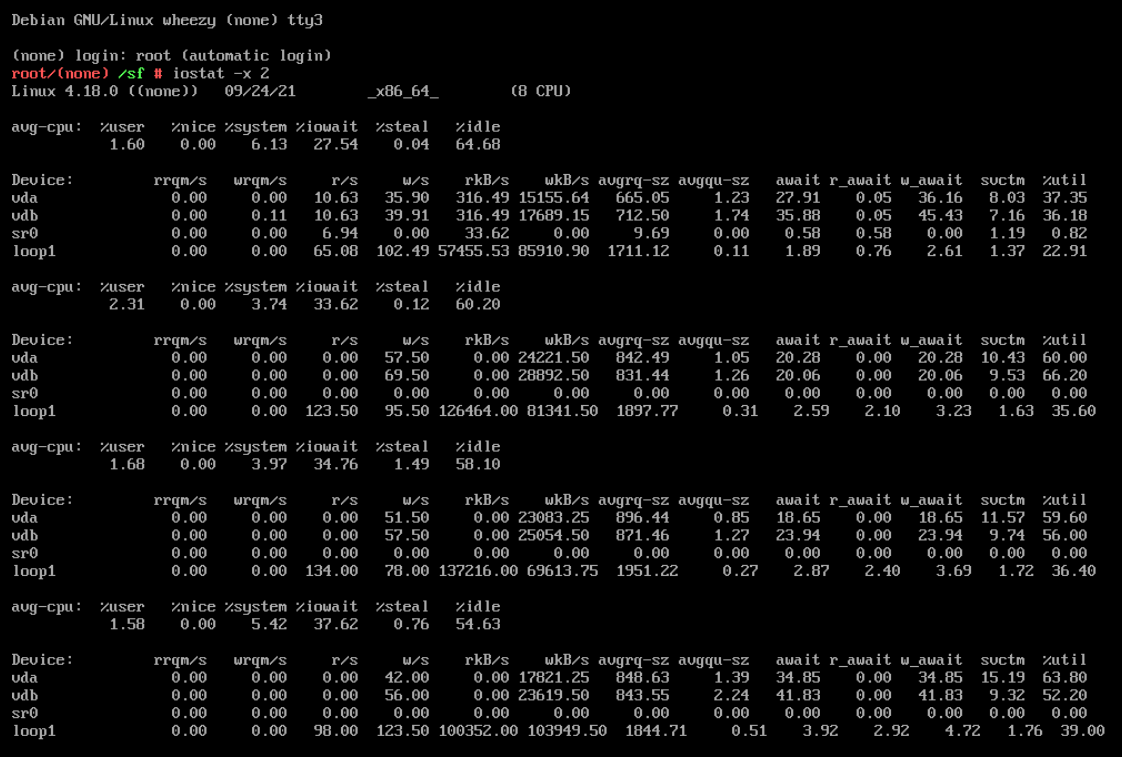 Debian GNU/Linux wheezy (none) tty3
(none) login: root (automatic login)
root/(none) /sf # iostat -x 2
Linux 4.18.0 ((none)) 09/24/21 _x86_64_ (8 CPU)
avg-cpu: %user %nice %system %iowait %steal %idle
1.60 0.00 6.13 27.54 0.04 64.68
Device: rrqm/s wrqm/s r/s w/s rkB/s wkB/s avgrq-sz avgqu-sz await r_await w_await svctm %util
vda 0.00 0.00 10.63 35.90 316.49 15155.64 665.05 1.23 27.91 0.05 36.16 8.03 37.35
vdb 0.00 0.11 10.63 39.91 316.49 17689.15 712.50 1.74 35.88 0.05 45.43 7.16 36.18
sr0 0.00 0.00 6.94 0.00 33.62 0.00 9.69 0.00 0.58 0.58 0.00 1.19 0.82
loop1 0.00 0.00 65.08 102.49 57455.53 85910.90 1711.12 0.11 1.89 0.76 2.61 1.37 22.91
avg-cpu: %user %nice %system %iowait %steal %idle
2.31 0.00 3.74 33.62 0.12 60.20
Device: rrqm/s wrqm/s r/s w/s rkB/s wkB/s avgrq-sz avgqu-sz await r_await w_await svctm %util
vda 0.00 0.00 0.00 57.50 0.00 24221.50 842.49 1.05 20.28 0.00 20.28 10.43 60.00
vdb 0.00 0.00 0.00 69.50 0.00 28892.50 831.44 1.26 20.06 0.00 20.06 9.53 66.20
sr0 0.00 0.00 0.00 0.00 0.00 0.00 0.00 0.00 0.00 0.00 0.00 0.00 0.00
loop1 0.00 0.00 123.50 95.50 126464.00 81341.50 1897.77 0.31 2.59 2.10 3.23 1.63 35.60
avg-cpu: %user %nice %system %iowait %steal %idle
1.68 0.00 3.97 34.76 1.49 58.10
Device: rrqm/s wrqm/s r/s w/s rkB/s wkB/s avgrq-sz avgqu-sz await r_await w_await svctm %util
vda 0.00 0.00 0.00 51.50 0.00 23083.25 896.44 0.85 18.65 0.00 18.65 11.57 59.60
vdb 0.00 0.00 0.00 57.50 0.00 25054.50 871.46 1.27 23.94 0.00 23.94 9.74 56.00
sr0 0.00 0.00 0.00 0.00 0.00 0.00 0.00 0.00 0.00 0.00 0.00 0.00 0.00
loop1 0.00 0.00 134.00 78.00 137216.00 69613.75 1951.22 0.27 2.87 2.40 3.69 1.72 36.40
avg-cpu: %user %nice %system %iowait %steal %idle
1.58 0.00 5.42 37.62 0.76 54.63
Device: rrqm/s wrqm/s r/s w/s rkB/s wkB/s avgrq-sz avgqu-sz await r_await w_await svctm %util
vda 0.00 0.00 0.00 42.00 0.00 17821.25 848.63 1.39 34.85 0.00 34.85 15.19 63.80
vdb 0.00 0.00 0.00 56.00 0.00 23619.50 843.55 2.24 41.83 0.00 41.83 9.32 52.20
sr0 0.00 0.00 0.00 0.00 0.00 0.00 0.00 0.00 0.00 0.00 0.00 0.00 0.00
loop1 0.00 0.00 98.00 123.50 100352.00 103949.50 1844.71 0.51 3.92 2.92 4.72 1.76 39.00